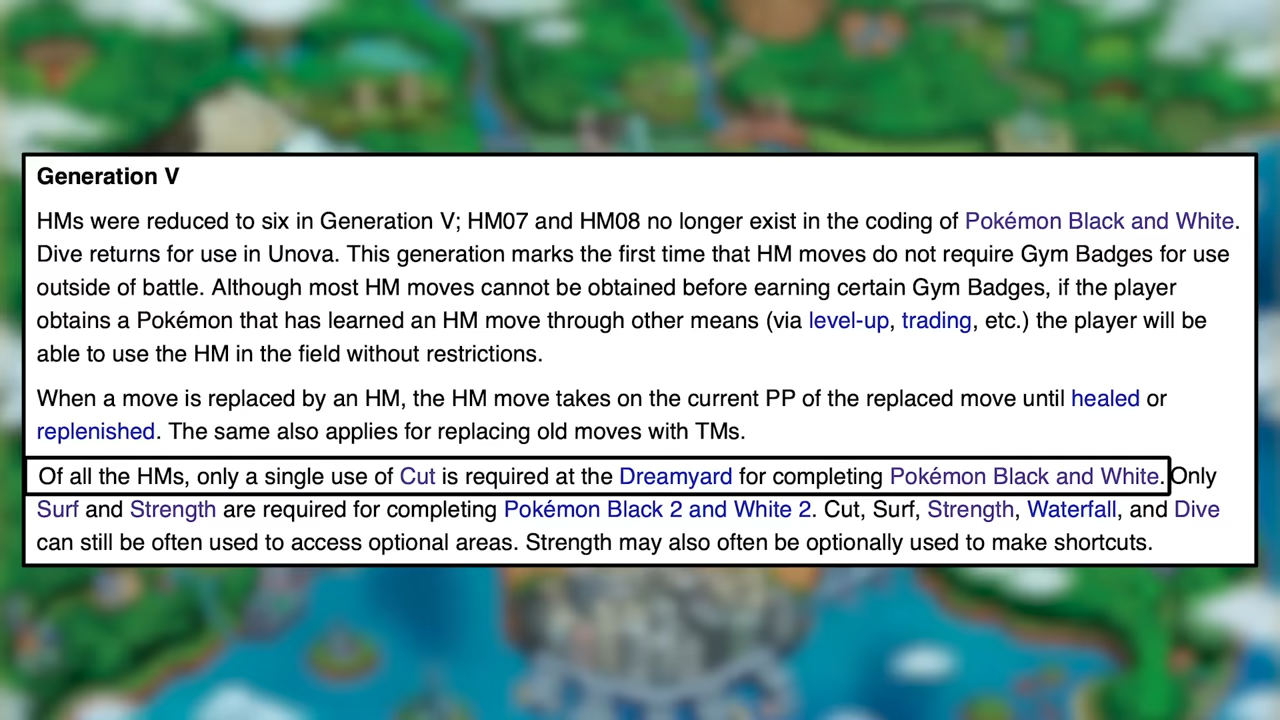 Generation V
HMs were reduced to six in Generation V; HM07 and HM08 no longer exist in the coding of Pokémon Black and White.
Dive returns for use in Unova. This generation marks the first time that HM moves do not require Gym Badges for use
outside of battle. Although most HM moves cannot be obtained before earning certain Gym Badges, if the player
obtains a Pokémon that has learned an HM move through other means (via level-up, trading, etc.) the player will be
able to use the HM in the field without restrictions.
When a move is replaced by an HM, the HM move takes on the current PP of the replaced move until healed or
replenished. The same also applies for replacing old moves with TMs.
Of all the HMs, only a single use of Cut is required at the Dreamyard for completing Pokémon Black and White. Only
Surf and Strength are required for completing Pokémon Black 2 and White 2. Cut, Surf, Strength, Waterfall, and Dive
can still be often used to access optional areas. Strength may also often be optionally used to make shortcuts.